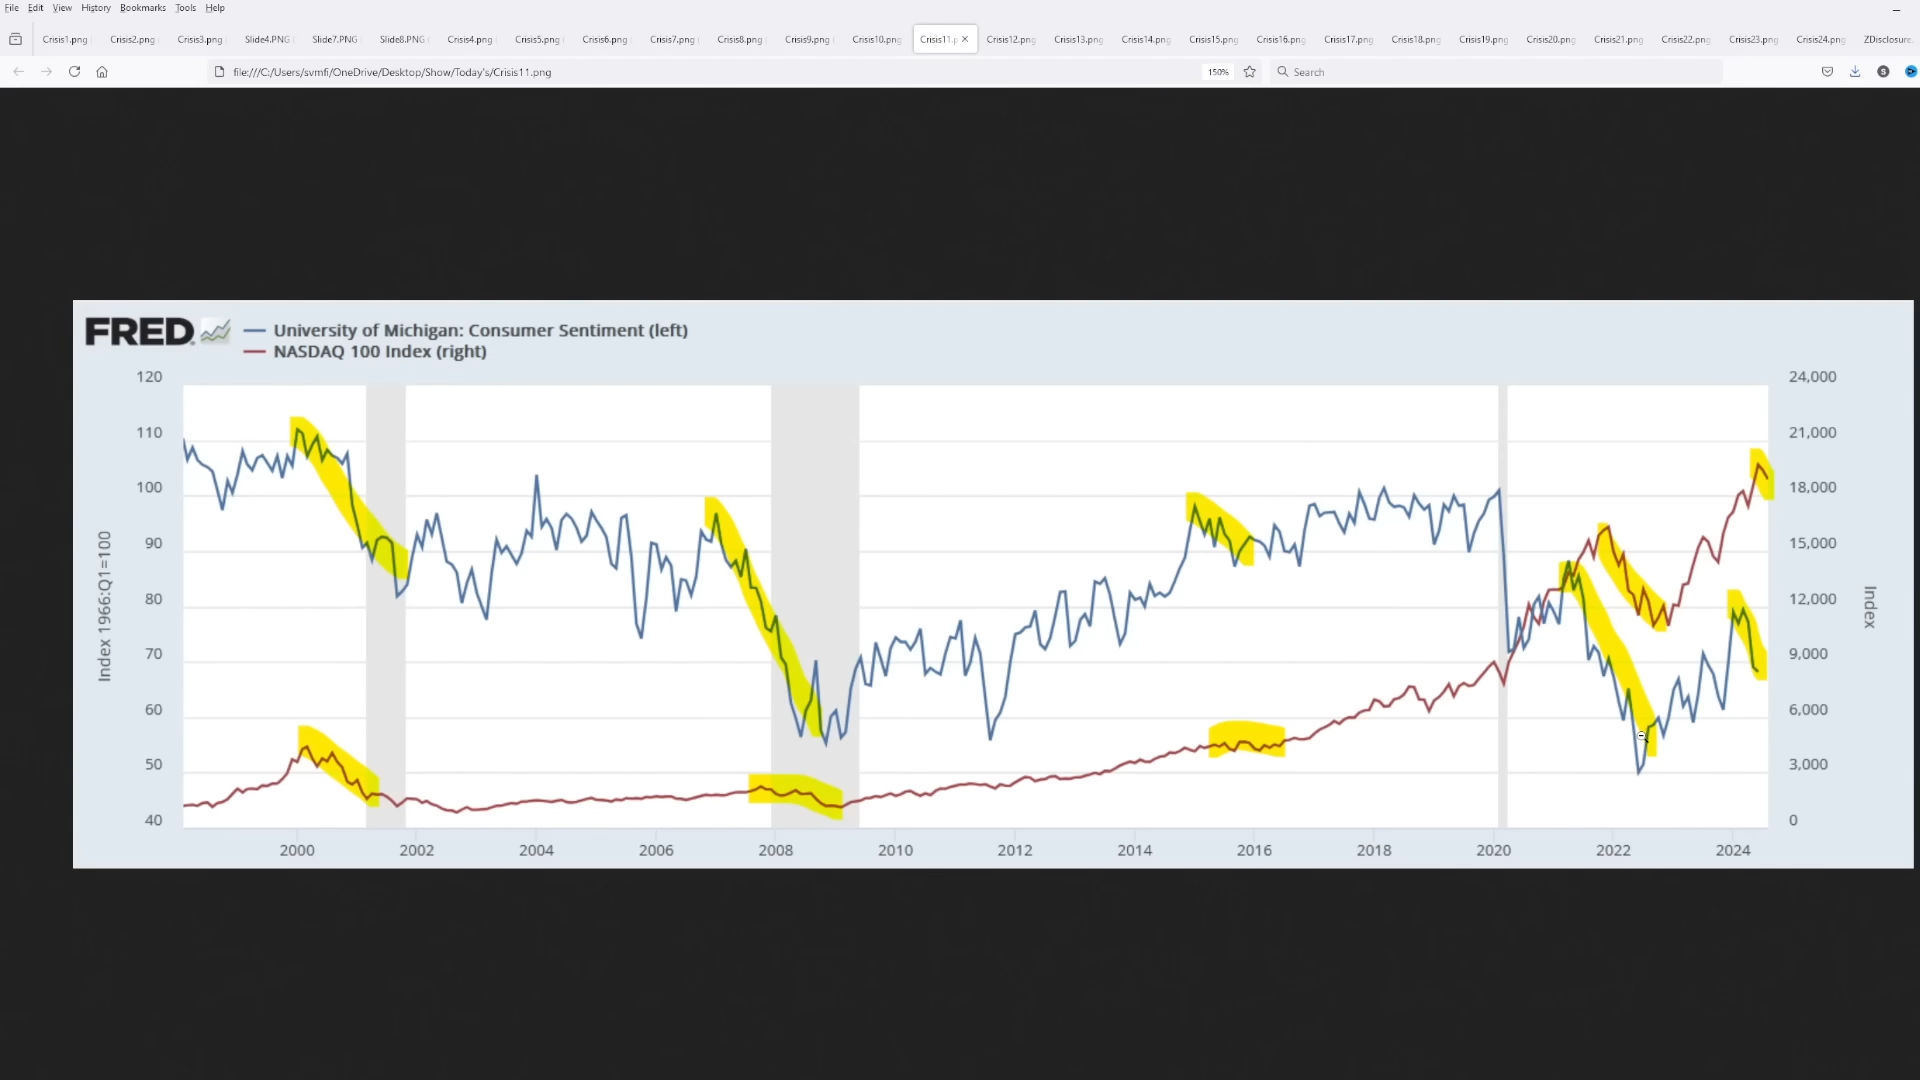 File Edit View History Bookmarks Tools Help
Crisis1.png Crisis2.png Crisis3.png Slide4.PNG Slide7.PNG Slide8.PNG Crisis4.png Crisis5.png Crisis6.png Crisis7.png Crisis8.png Crisis9.png Crisis10.png Crisis11.p Crisis12.png Crisis13.png Crisis14.png Crisis15.png Crisis16.png Crisis17.png Crisis18.png Crisis19.png Crisis20.png Crisis21.png Crisis22.png Crisis23.png Crisis24.png ZDisclosure.
file:///C:/Users/svmfi/OneDrive/Desktop/Show/Today's/Crisis11.png 150% Search S
FRED
University of Michigan: Consumer Sentiment (left)
NASDAQ 100 Index (right)
120 24,000
110 21,000
100 18,000
90 15,000
80 12,000
70 9,000
60 6,000
50 3,000
40 0
Index 1966:Q1=100
Index
2000 2002 2004 2006 2008 2010 2012 2014 2016 2018 2020 2022 2024